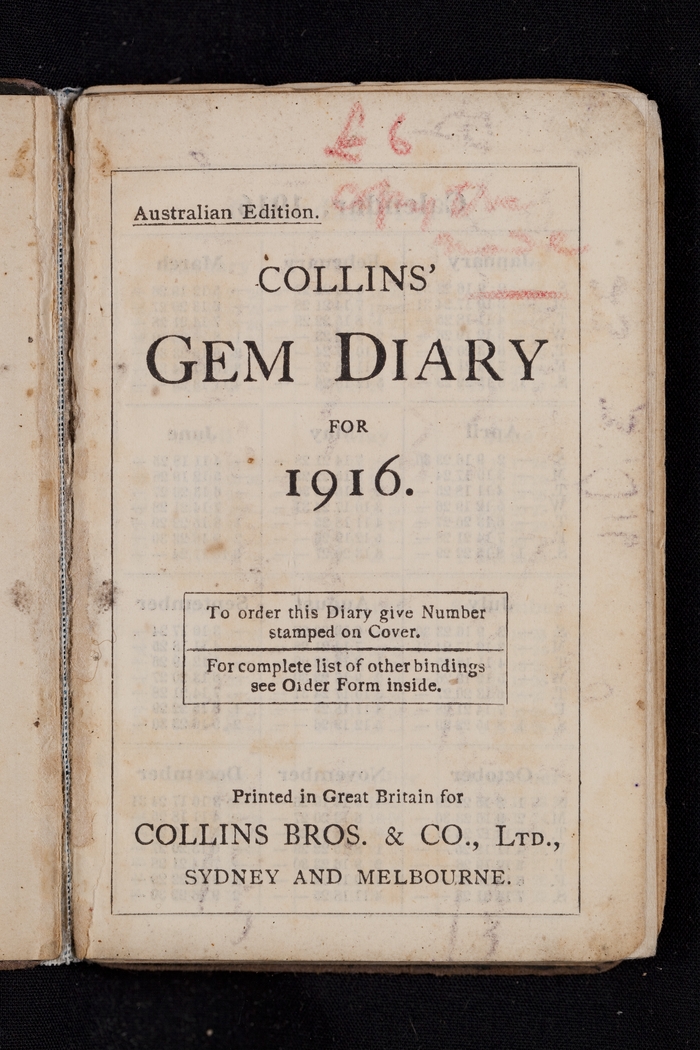 £6
Australian Edition.
COLLINS'
GEM DIARY
FOR
1916.
To order this Diary give Number
stamped on Cover.
For complete list of other bindings
see Order Form inside.
Printed in Great Britain for
COLLINS BROS. & CO., LTD.,
SYDNEY AND MELBOURNE.